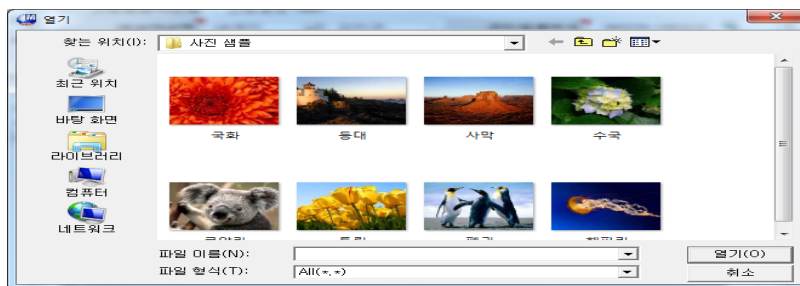 열기
찾는 위치(I):
사진 샘플
최근 위치
바탕 화면
라이브러리
컴퓨터
네트워크
국화
등대
사막
수국
파일 이름(N):
열기(O)
파일 형식(T):
All(*.*)
취소